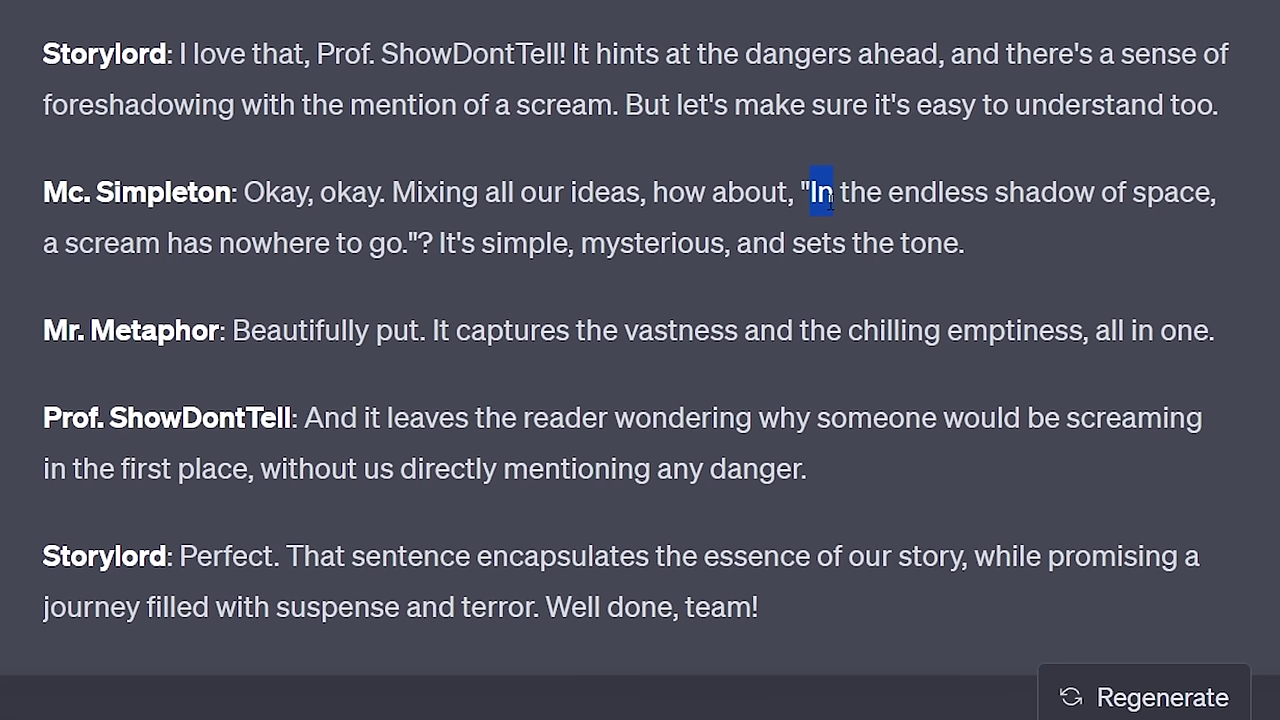 Storylord: I love that, Prof. ShowDontTell! It hints at the dangers ahead, and there's a sense of
foreshadowing with the mention of a scream. But let's make sure it's easy to understand too.
Mc. Simpleton: Okay, okay. Mixing all our ideas, how about, "In the endless shadow of space,
a scream has nowhere to go."? It's simple, mysterious, and sets the tone.
Mr. Metaphor: Beautifully put. It captures the vastness and the chilling emptiness, all in one.
Prof. ShowDontTell: And it leaves the reader wondering why someone would be screaming
in the first place, without us directly mentioning any danger.
Storylord: Perfect. That sentence encapsulates the essence of our story, while promising a
journey filled with suspense and terror. Well done, team!
Regenerate